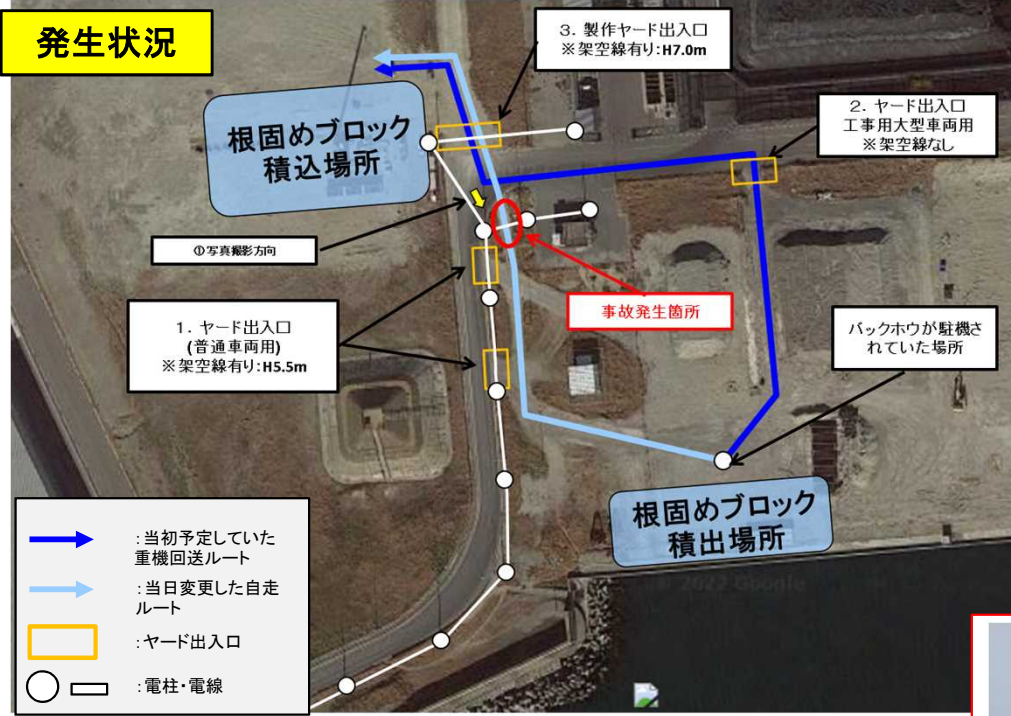 発生状況
3. 製作ヤード出入口
※架空線有り:H7.0m
2. ヤード出入口
工事用大型車両用
※架空線なし
根固めブロック
積込場所
①写真撮影方向
1. ヤード出入口
(普通車両用)
※架空線有り:H5.5m
事故発生箇所
バックホウが駐機さ
れていた場所
根固めブロック
積出場所
:当初予定していた
重機回送ルート
:当日変更した自走
ルート
:ヤード出入口
:電柱・電線
2022 Google